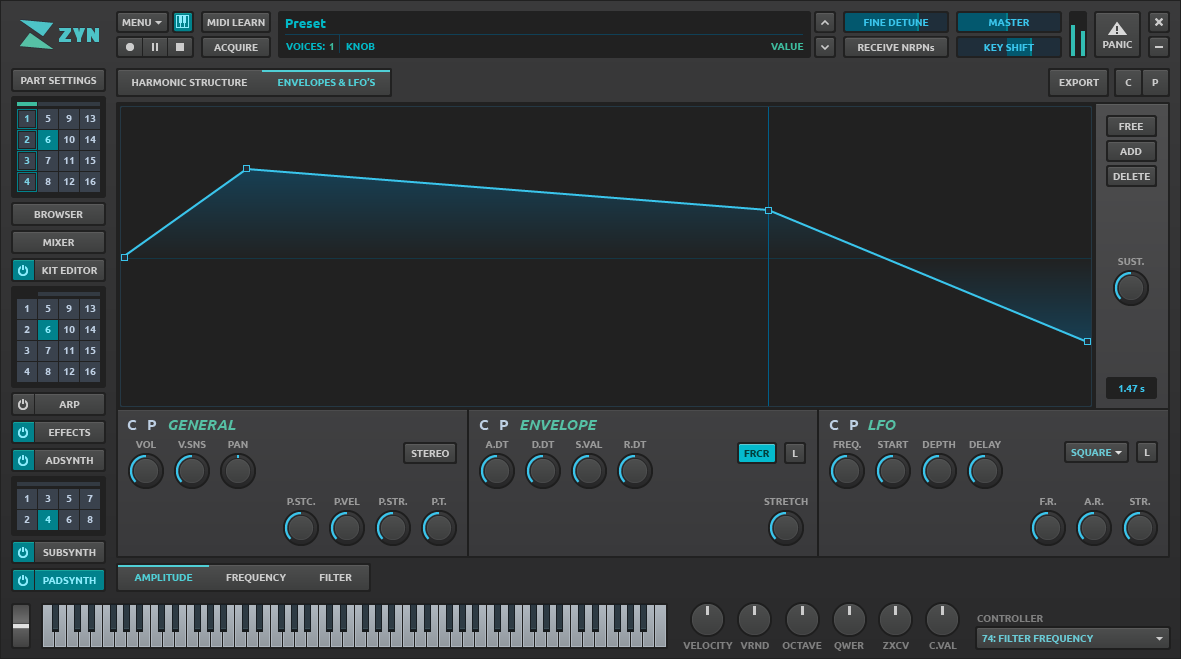 ZYN
MENU
MIDI LEARN
ACQUIRE
Preset
VOICES: 1 KNOB VALUE
FINE DETUNE
RECEIVE NRPNs
MASTER
KEY SHIFT
PANIC
PART SETTINGS
HARMONIC STRUCTURE ENVELOPES & LFO'S
EXPORT C P
1 5 9 13
2 6 10 14
3 7 11 15
4 8 12 16
BROWSER
MIXER
KIT EDITOR
1 5 9 13
2 6 10 14
3 7 11 15
4 8 12 16
ARP
EFFECTS
ADSYNTH
1 3 5 7
2 4 6 8
SUBSYNTH
PADSYNTH
FREE
ADD
DELETE
SUST.
1.47 s
C P GENERAL
VOL V.SNS PAN
STEREO
P.STC. P.VEL P.STR. P.T.
C P ENVELOPE
A.DT D.DT S.VAL R.DT
FRCR L
STRETCH
C P LFO
FREQ. START DEPTH DELAY
SQUARE L
F.R. A.R. STR.
AMPLITUDE FREQUENCY FILTER
VELOCITY VRND OCTAVE QWER ZXCV C.VAL
CONTROLLER
74: FILTER FREQUENCY